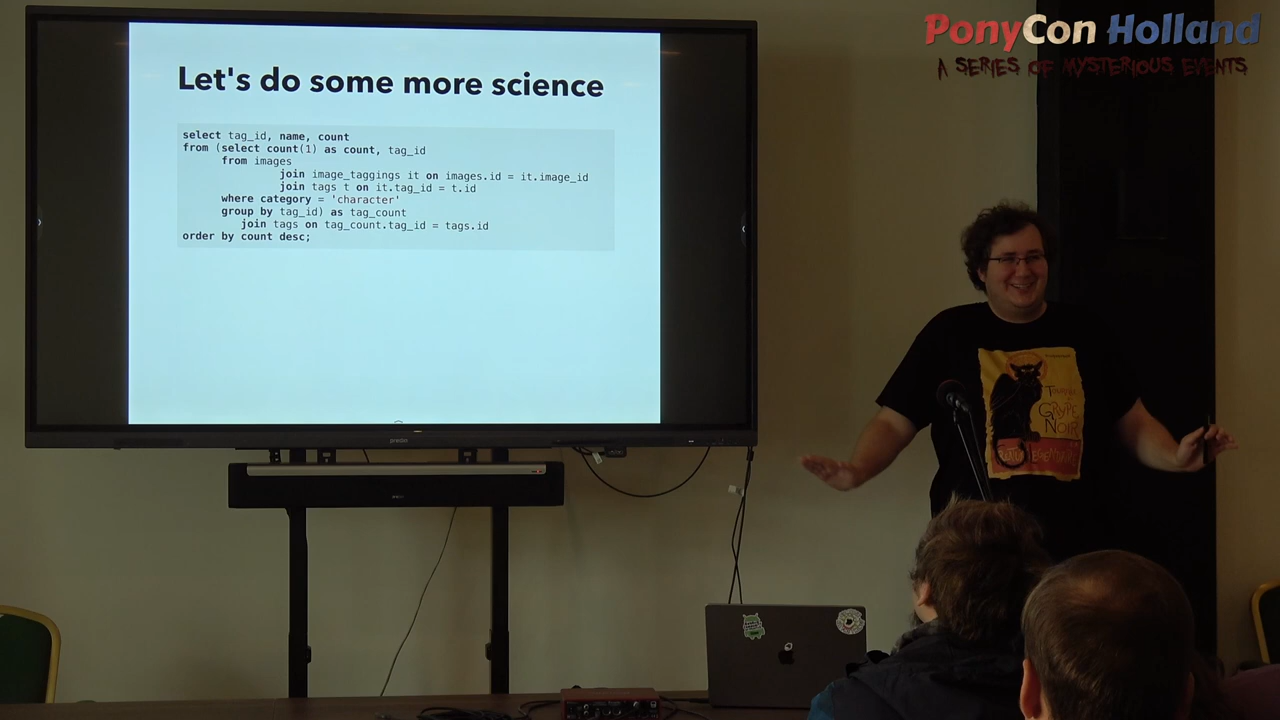 PonyCon Holland
A SERIES OF MYSTERIOUS EVENTS
Let's do some more science
select tag_id, name, count
from (select count(1) as count, tag_id
from images
join image_taggings it on images.id = it.image_id
join tags t on it.tag_id = t.id
where category = 'character'
group by tag_id) as tag_count
join tags on tag_count.tag_id = tags.id
order by count desc;
GRYPE
NOIR